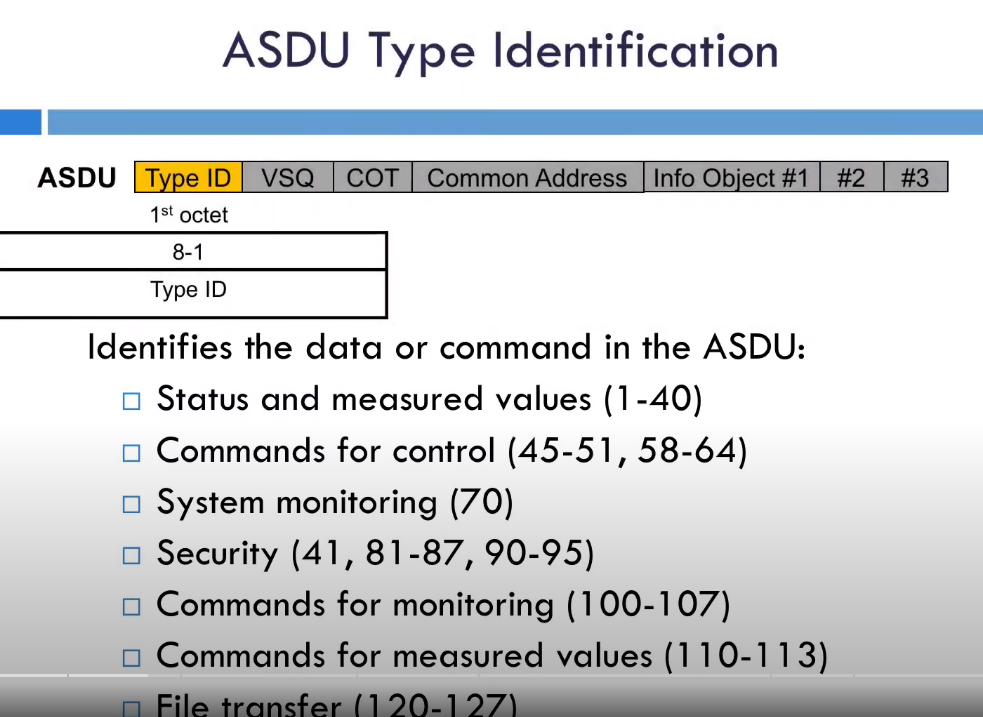 ASDU Type Identification
ASDU Type ID VSQ COT Common Address Info Object #1 #2 #3
1st octet
8-1
Type ID
Identifies the data or command in the ASDU:
Status and measured values (1-40)
Commands for control (45-51, 58-64)
System monitoring (70)
Security (41, 81-87, 90-95)
Commands for monitoring (100-107)
Commands for measured values (110-113)
File transfer (120-127)